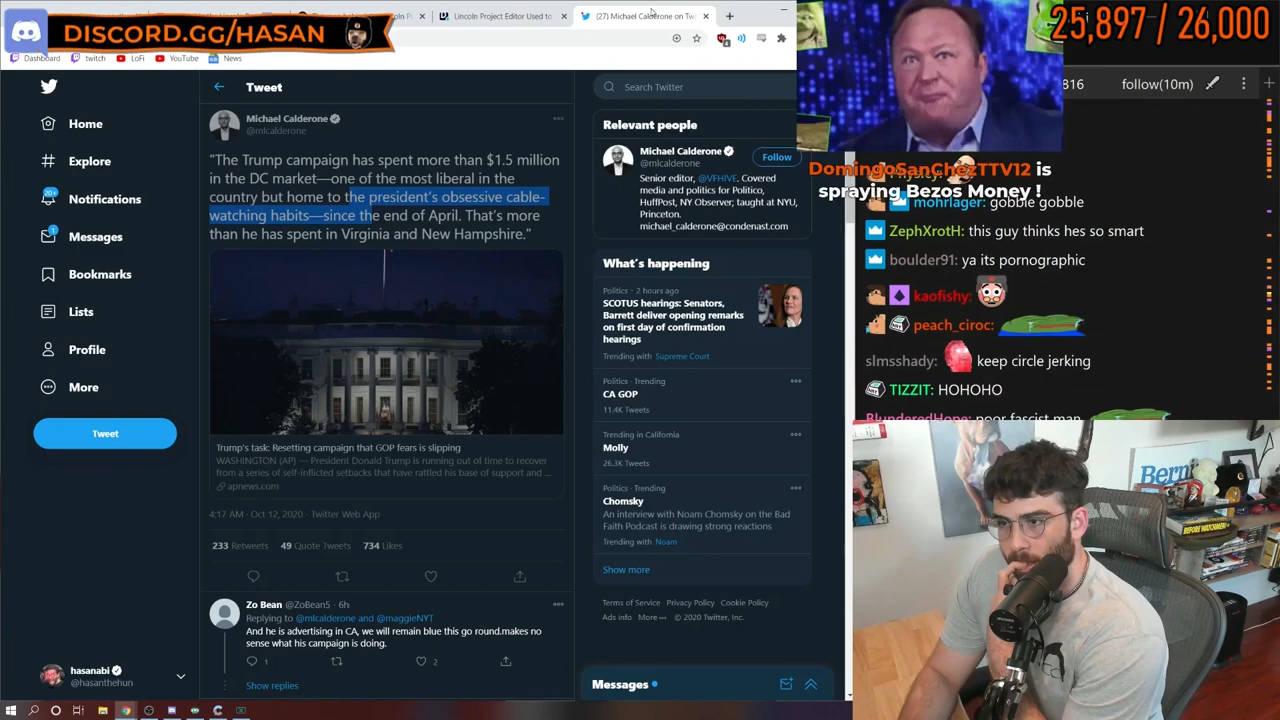 DISCORD.GG/HASAN
Lincoln Project Editor Used to
(27) Michael Calderone on Tw
Dashboard
twitch
LoFi
YouTube
News
Home
Explore
20+
Notifications
1
Messages
Bookmarks
Lists
Profile
More
Tweet
hasanabi
@hasanthehun
Tweet
Michael Calderone
@mlcalderone
"The Trump campaign has spent more than $1.5 million
in the DC market—one of the most liberal in the
country but home to the president's obsessive cable-
watching habits—since the end of April. That's more
than he has spent in Virginia and New Hampshire."
Trump's task: Resetting campaign that GOP fears is slipping
WASHINGTON (AP) — President Donald Trump is running out of time to recover
from a series of self-inflicted setbacks that have rattled his base of support and ...
apnews.com
4:17 AM · Oct 12, 2020 · Twitter Web App
233 Retweets 49 Quote Tweets 734 Likes
Zo Bean @ZoBean5 · 6h
Replying to @mlcalderone and @maggieNYT
And he is advertising in CA, we will remain blue this go round.makes no
sense what his campaign is doing.
1
2
Show replies
Search Twitter
Relevant people
Michael Calderone
@mlcalderone
Follow
Senior editor, @VFHIVE. Covered
media and politics for Politico,
HuffPost, NY Observer; taught at NYU,
Princeton.
michael_calderone@condenast.com
What's happening
Politics · 2 hours ago
SCOTUS hearings: Senators,
Barrett deliver opening remarks
on first day of confirmation
hearings
Trending with Supreme Court
Politics · Trending
CA GOP
11.4K Tweets
Trending in California
Molly
26.3K Tweets
Politics · Trending
Chomsky
An interview with Noam Chomsky on the Bad
Faith Podcast is drawing strong reactions
Trending with Noam
Show more
Terms of Service Privacy Policy Cookie Policy
Ads info More © 2020 Twitter, Inc.
Messages
25,897 / 26,000
816
follow(10m)
DomingoSanChezTTV12 is
spraying Bezos Money !
mohrlager: gobble gobble
ZephXrotH: this guy thinks hes so smart
boulder91: ya its pornographic
kaofishy:
peach_ciroc:
slmsshady: keep circle jerking
TIZZIT: HOHOHO
BlunderedHope: poor fascist man
Bern